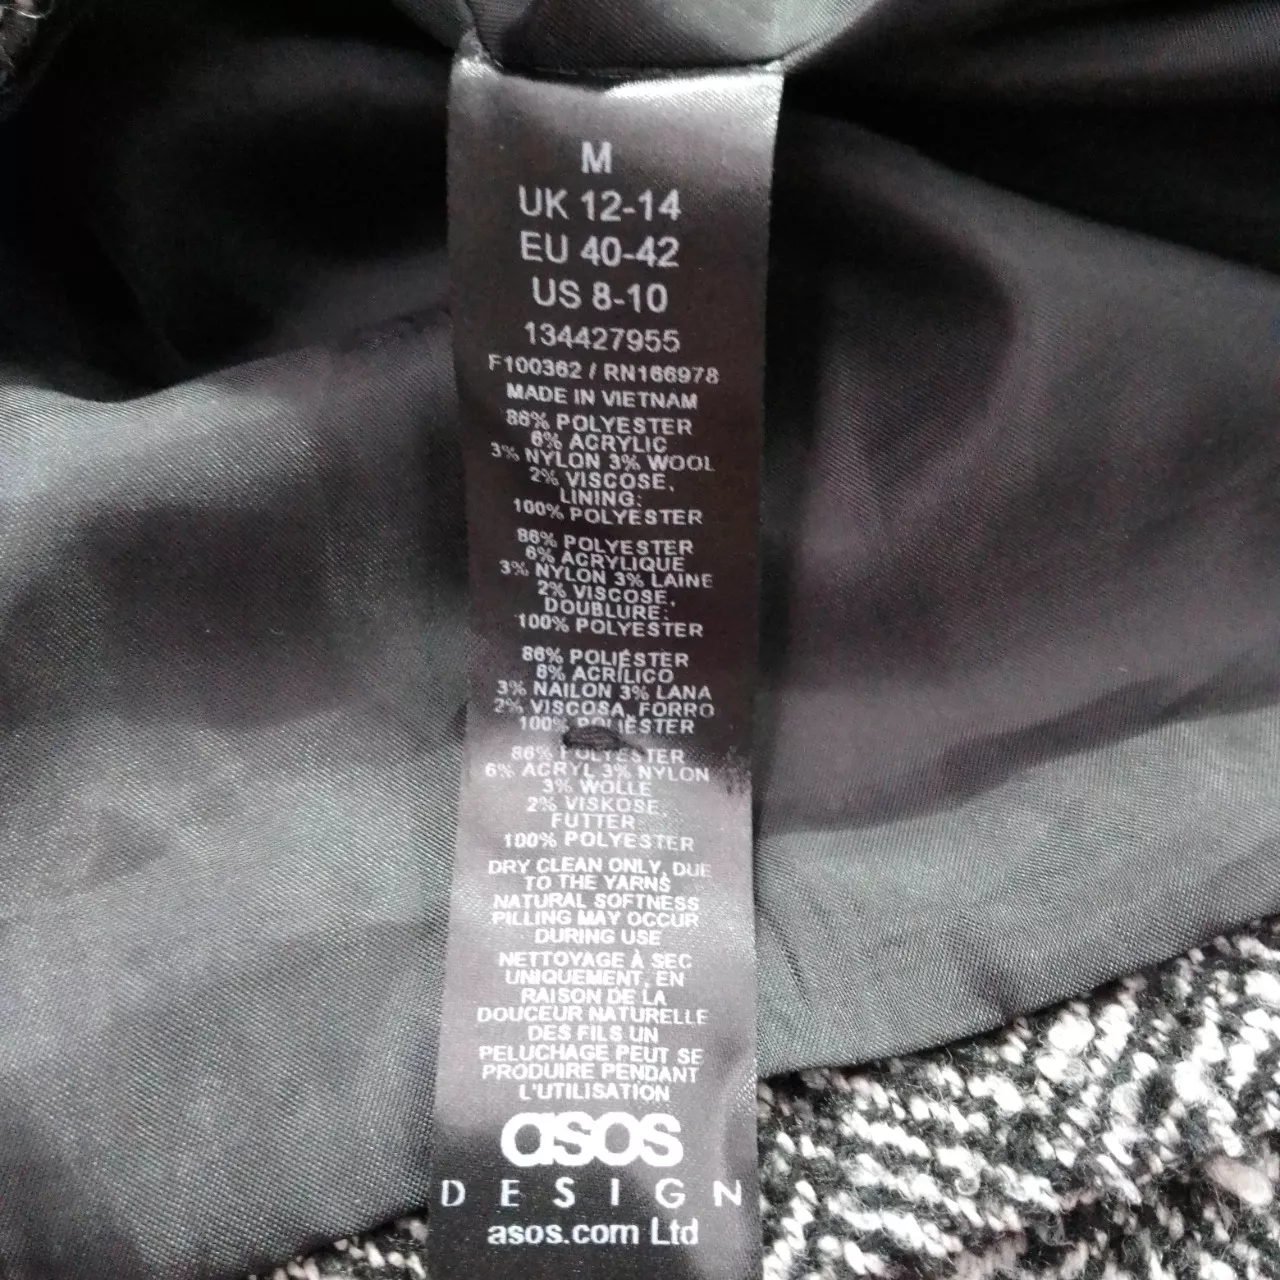 M
UK 12-14
EU 40-42
US 8-10
134427955
F100362 / RN166978
MADE IN VIETNAM
86% POLYESTER
6% ACRYLIC
3% NYLON 3% WOOL
2% VISCOSE,
LINING:
100% POLYESTER
86% POLYESTER
6% ACRYLIQUE
3% NYLON 3% LAINE
2% VISCOSE,
DOUBLURE:
100% POLYESTER
86% POLIÉSTER
6% ACRÍLICO
3% NAILON 3% LANA
2% VISCOSA, FORRO
100% POLIÉSTER
86% POLYESTER
6% ACRYL 3% NYLON
3% WOLLE
2% VISKOSE,
FUTTER
100% POLYESTER
DRY CLEAN ONLY, DUE
TO THE YARNS
NATURAL SOFTNESS
PILLING MAY OCCUR
DURING USE
NETTOYAGE À SEC
UNIQUEMENT, EN
RAISON DE LA
DOUCEUR NATURELLE
DES FILS UN
PELUCHAGE PEUT SE
PRODUIRE PENDANT
L'UTILISATION
asos
DESIGN
asos.com Ltd